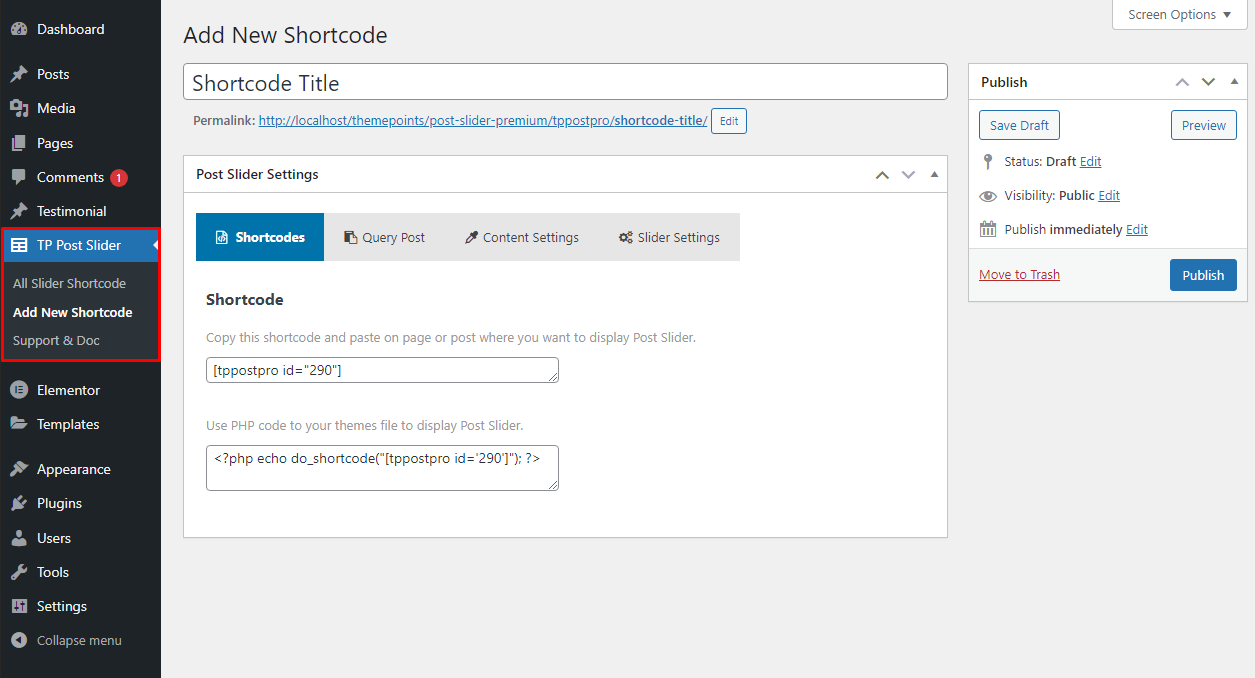 Screen Options
Dashboard
Posts
Media
Pages
Comments 1
Testimonial
TP Post Slider
All Slider Shortcode
Add New Shortcode
Support & Doc
Elementor
Templates
Appearance
Plugins
Users
Tools
Settings
Collapse menu
Add New Shortcode
Shortcode Title
Permalink: http://localhost/themepoints/post-slider-premium/tppostpro/shortcode-title/ Edit
Post Slider Settings
Shortcodes Query Post Content Settings Slider Settings
Shortcode
Copy this shortcode and paste on page or post where you want to display Post Slider.
[tppostpro id="290"]
Use PHP code to your themes file to display Post Slider.
<?php echo do_shortcode("[tppostpro id='290']"); ?>
Publish
Save Draft Preview
Status: Draft Edit
Visibility: Public Edit
Publish immediately Edit
Move to Trash Publish